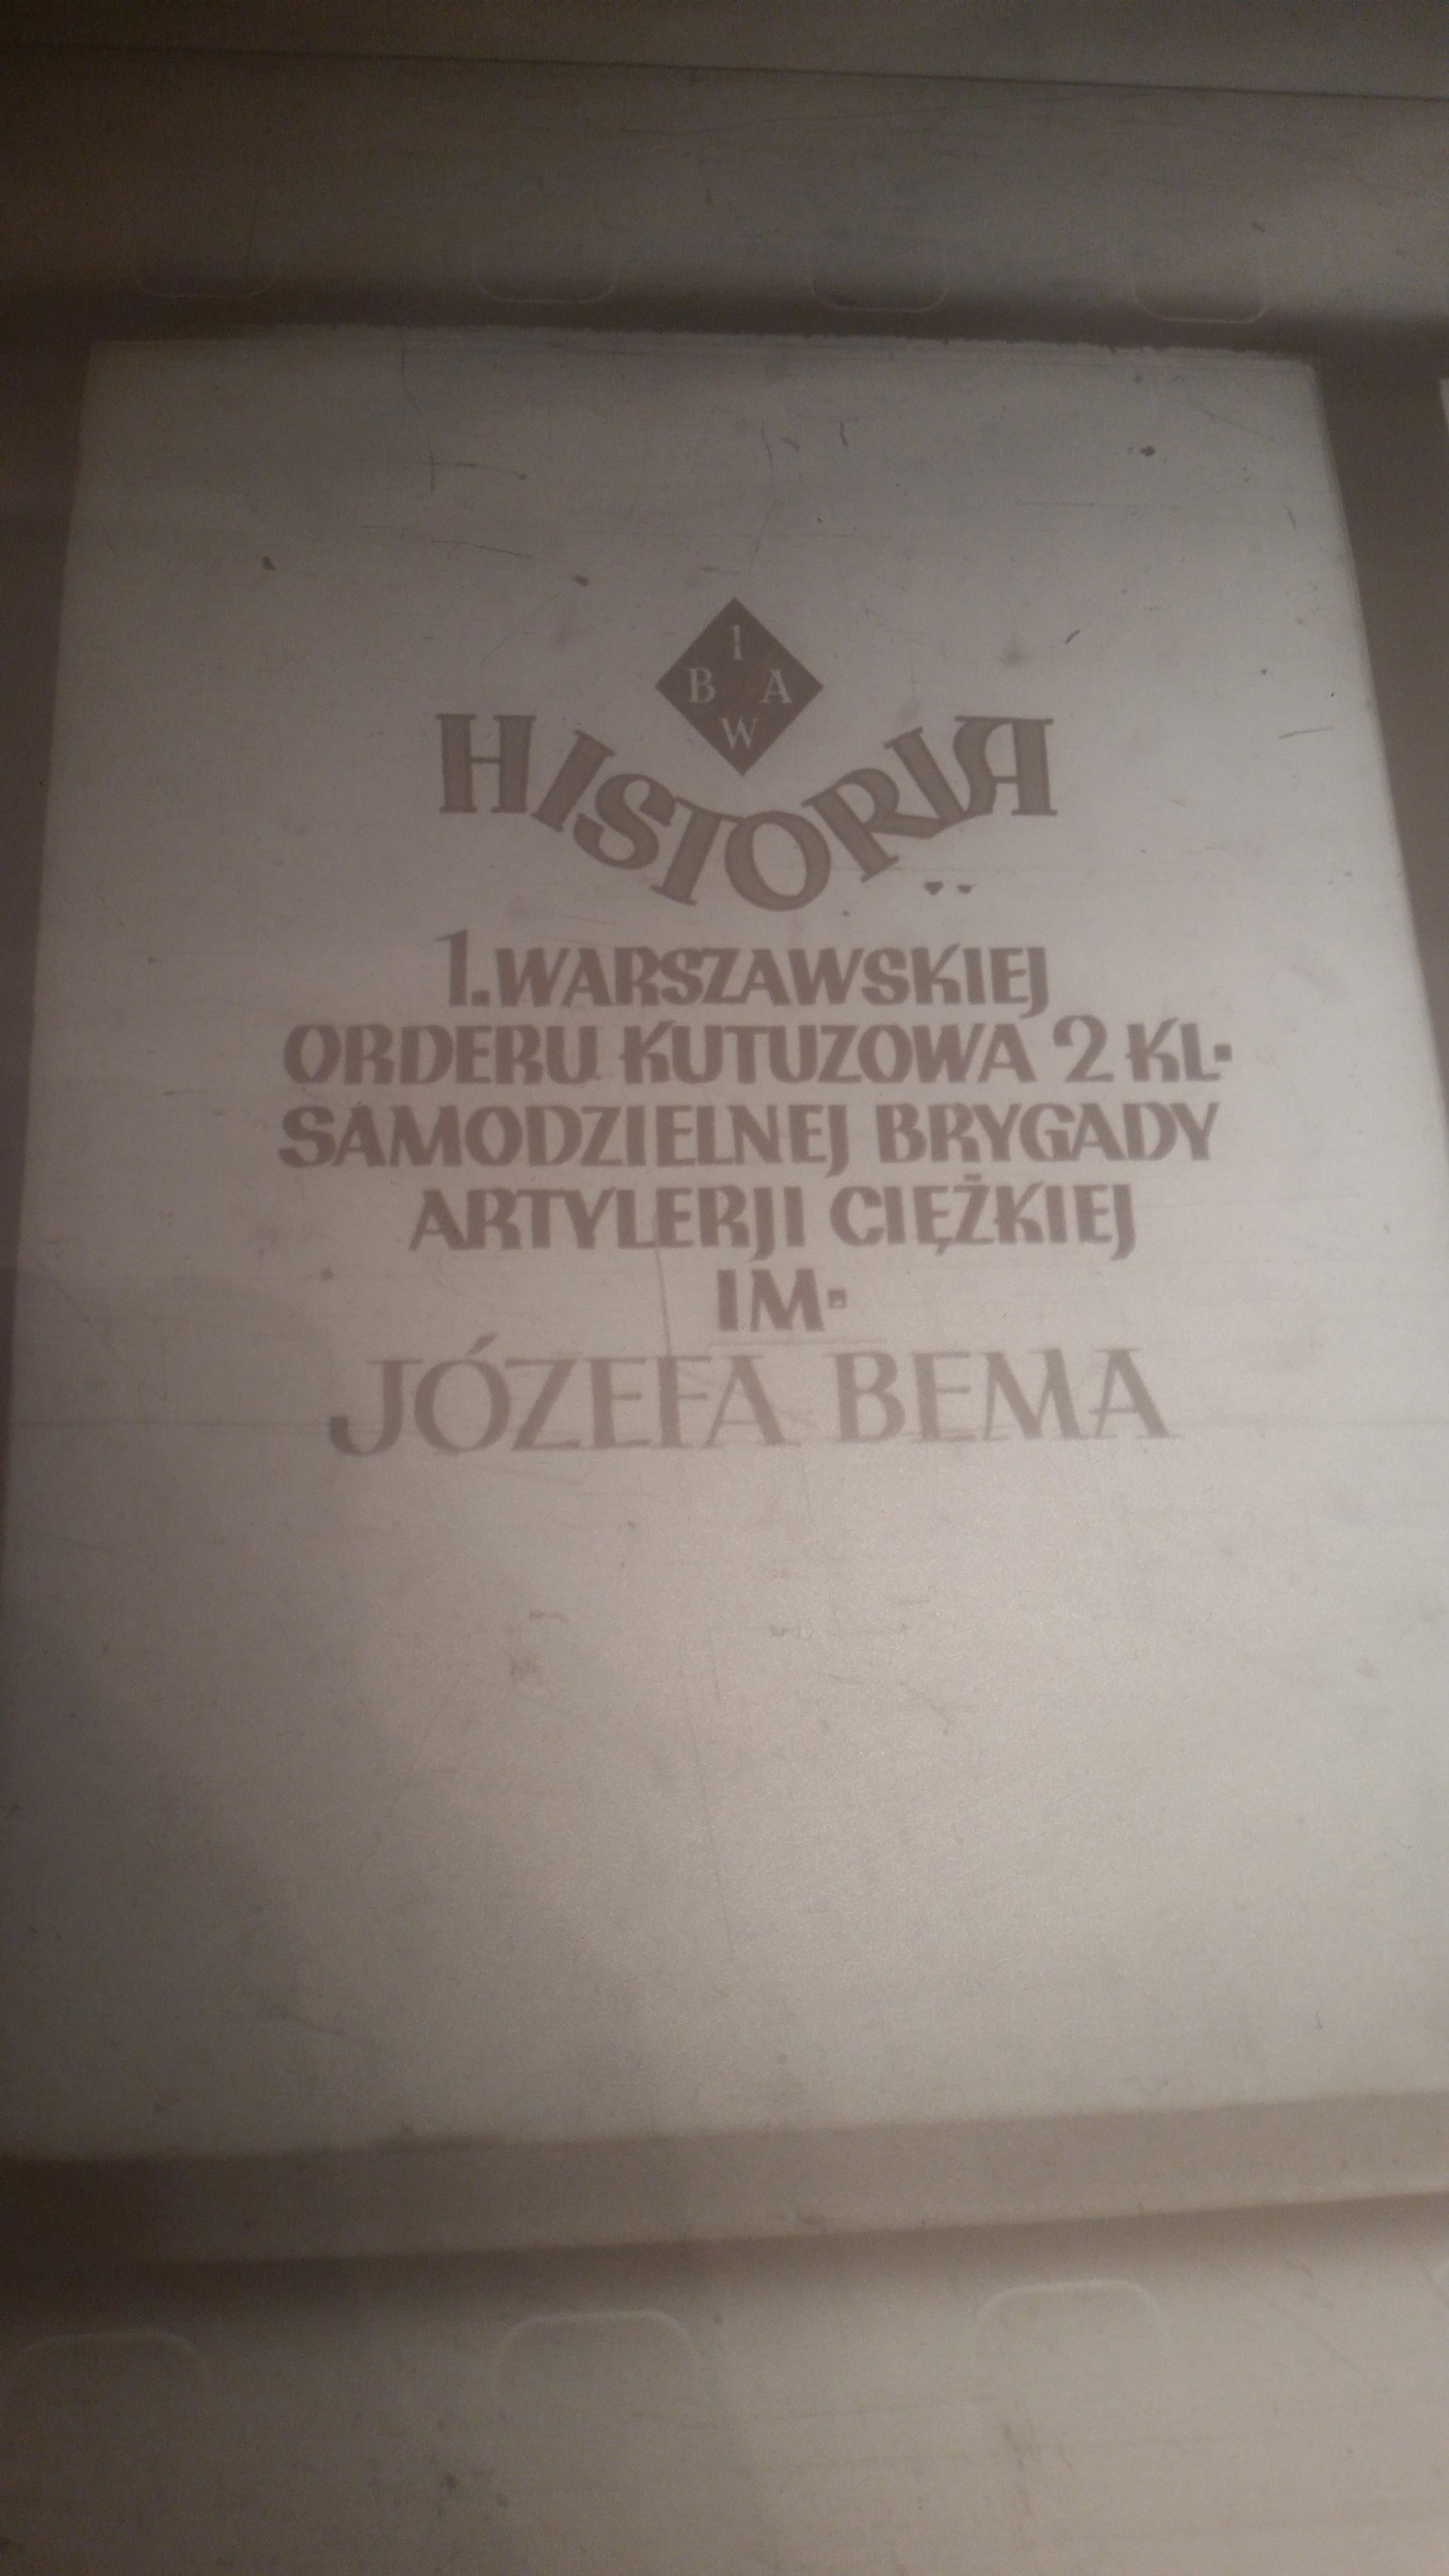 1
B A
W
HISTORIA
1. WARSZAWSKIEJ
ORDERU KUTUZOWA 2 KL.
SAMODZIELNEJ BRYGADY
ARTYLERJI CIĘŻKIEJ
IM.
JÓZEFA BEMA